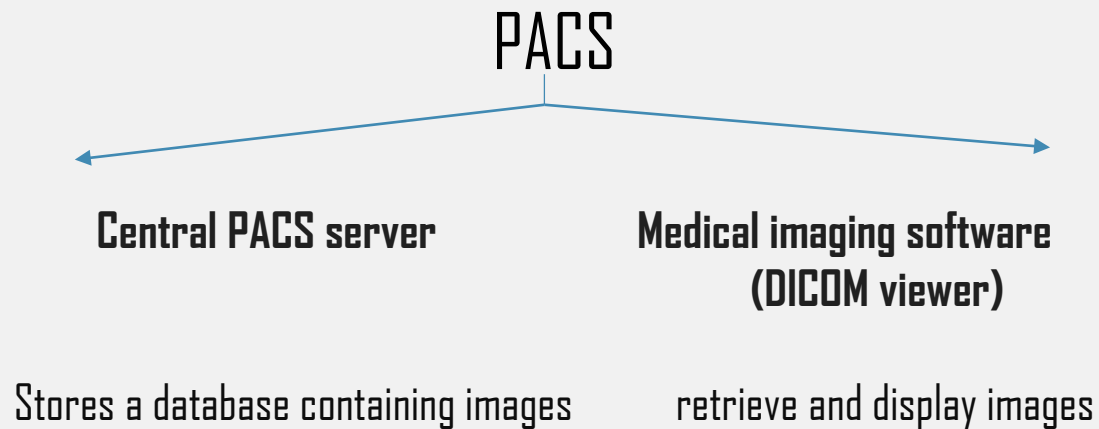 PACS
Central PACS server
Medical imaging software
(DICOM viewer)
Stores a database containing images
retrieve and display images